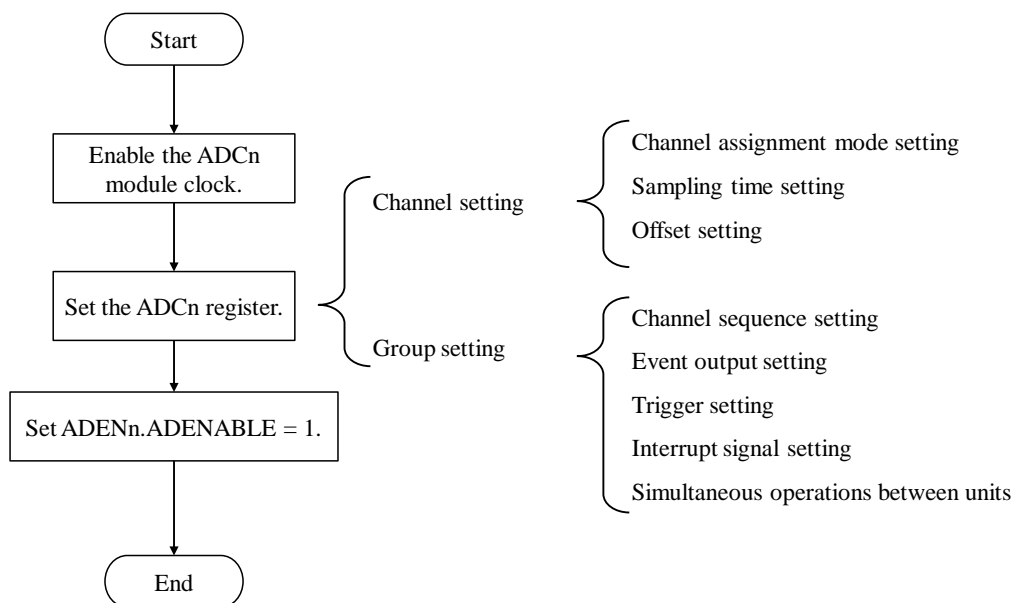 Start
Enable the ADCn
module clock.
Set the ADCn register.
Set ADENn.ADENABLE = 1.
End
Channel setting
Channel assignment mode setting
Sampling time setting
Offset setting
Group setting
Channel sequence setting
Event output setting
Trigger setting
Interrupt signal setting
Simultaneous operations between units